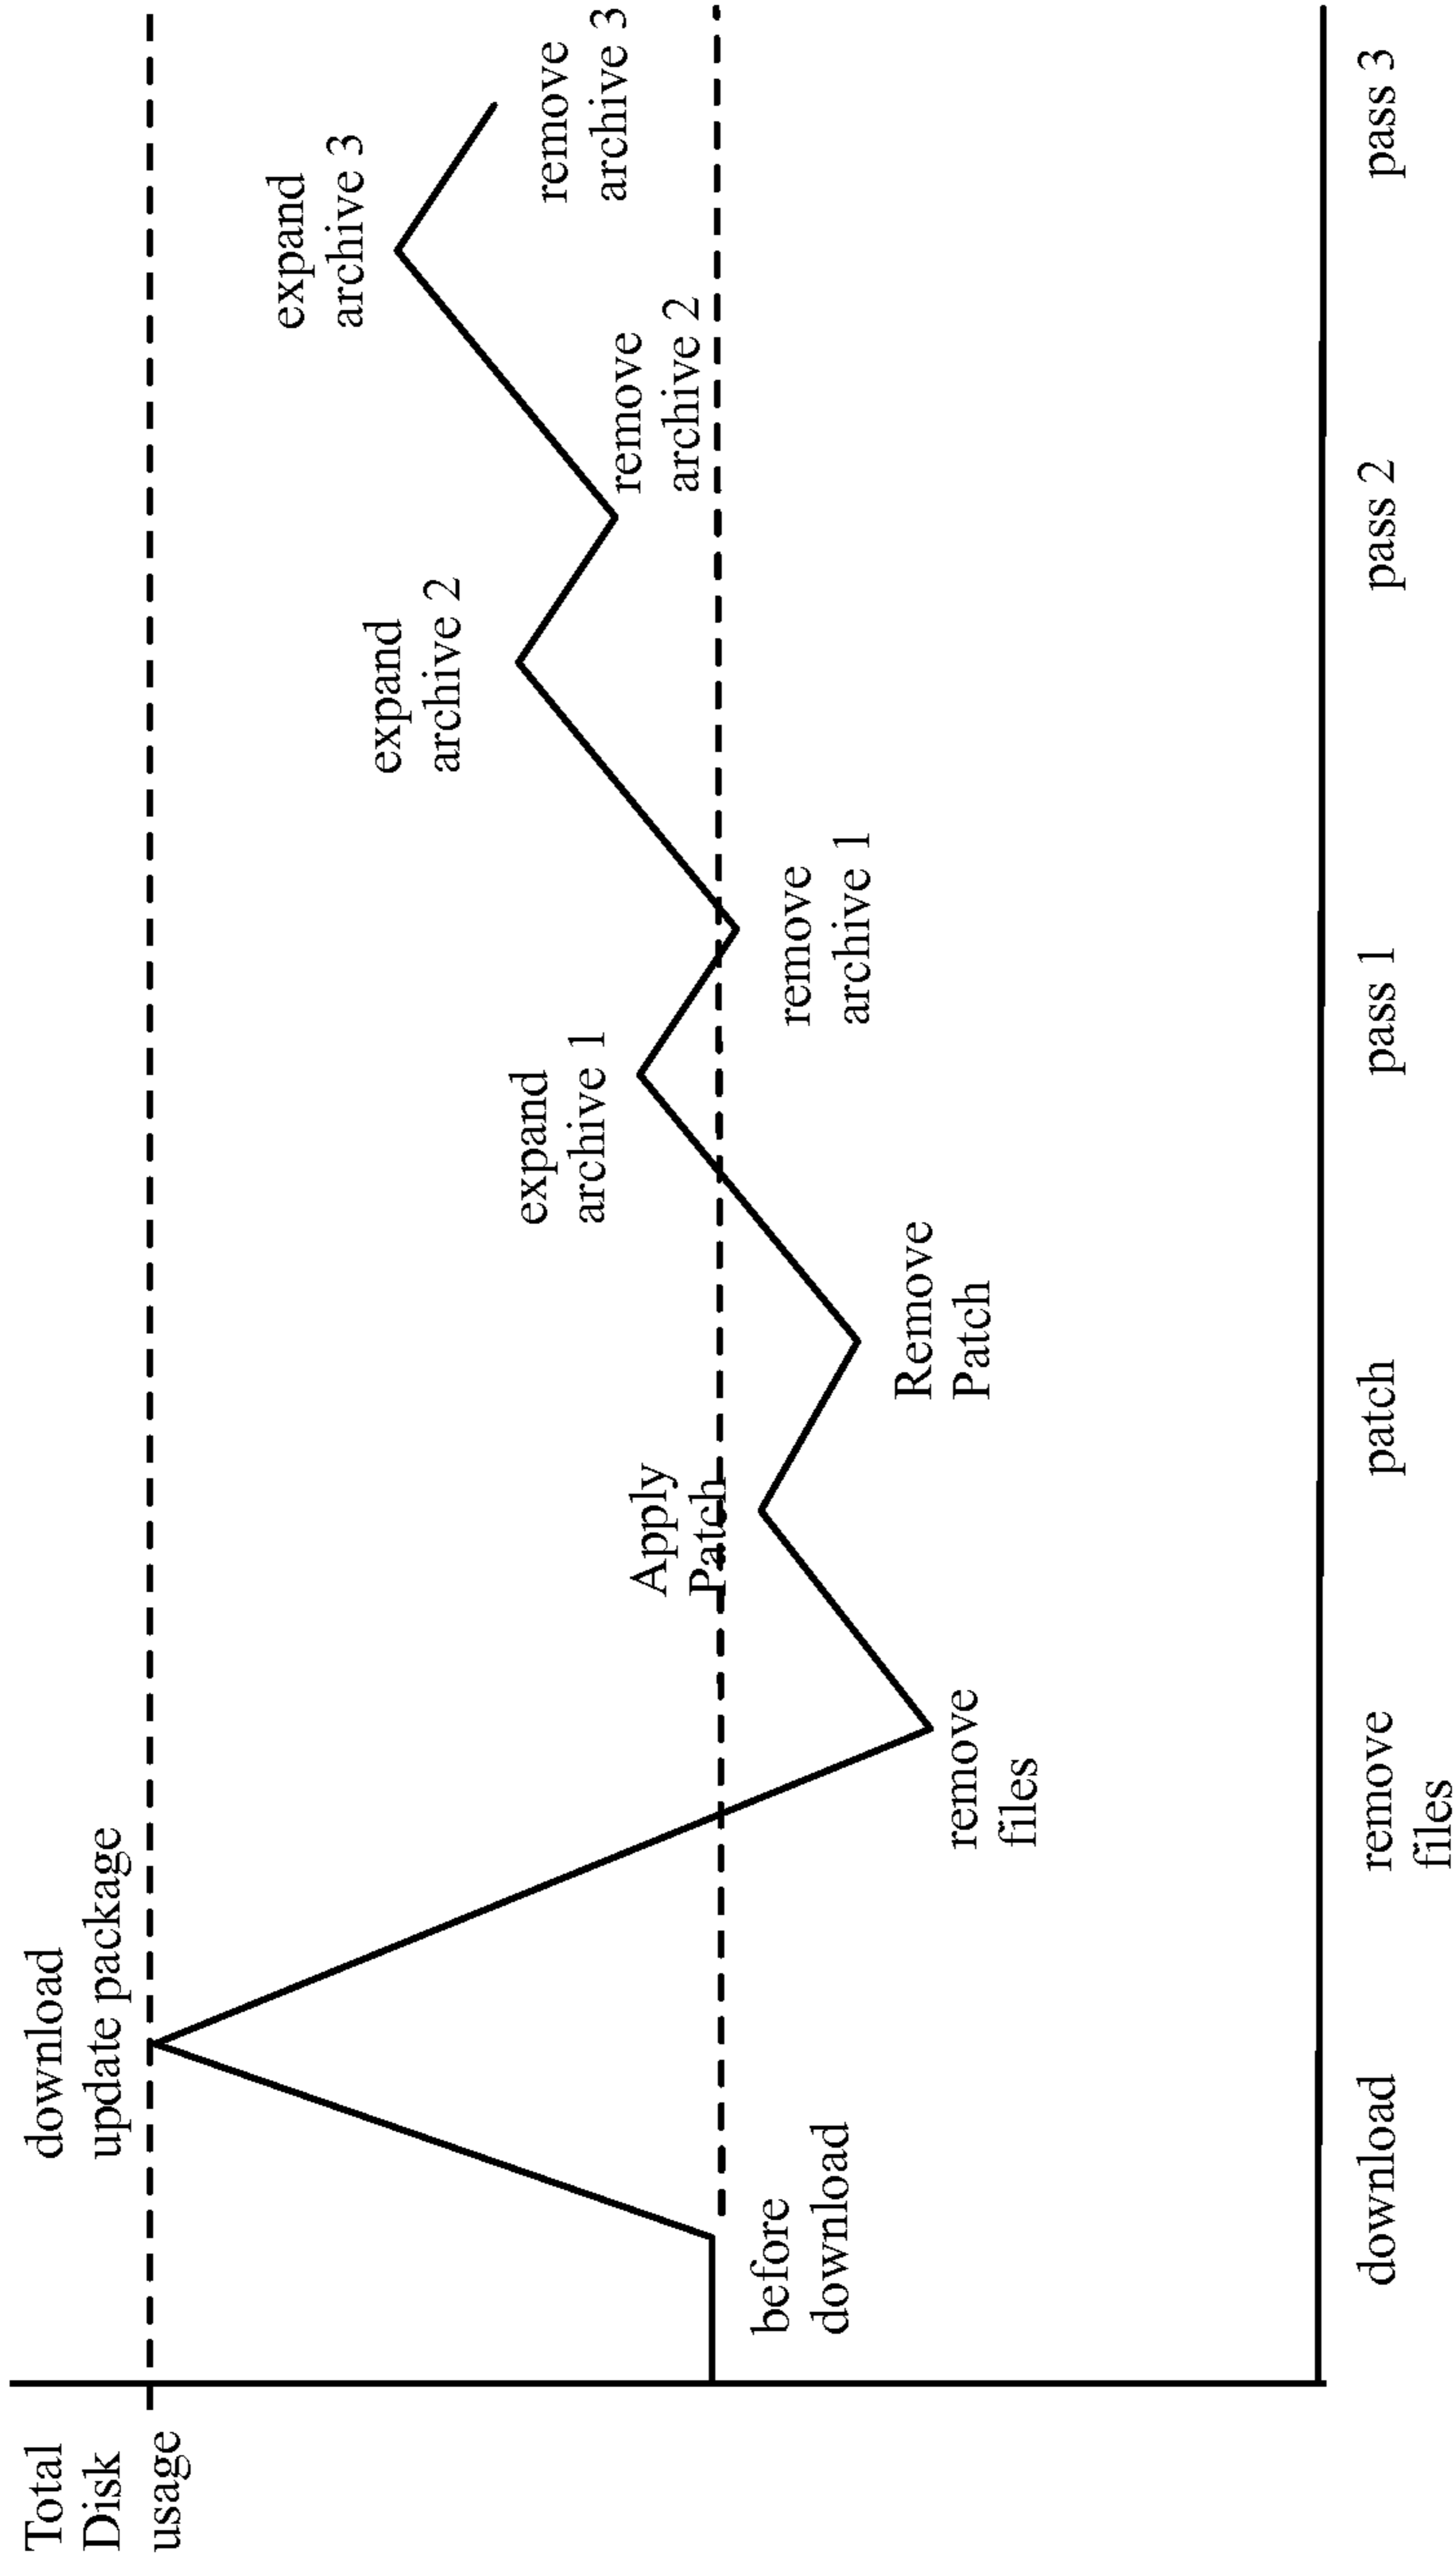 Total
Disk
usage
download
update package
before
download
remove
files
Apply
Patch
Remove
Patch
expand
archive 1
remove
archive 1
expand
archive 2
remove
archive 2
expand
archive 3
remove
archive 3
download
remove
files
patch
pass 1
pass 2
pass 3